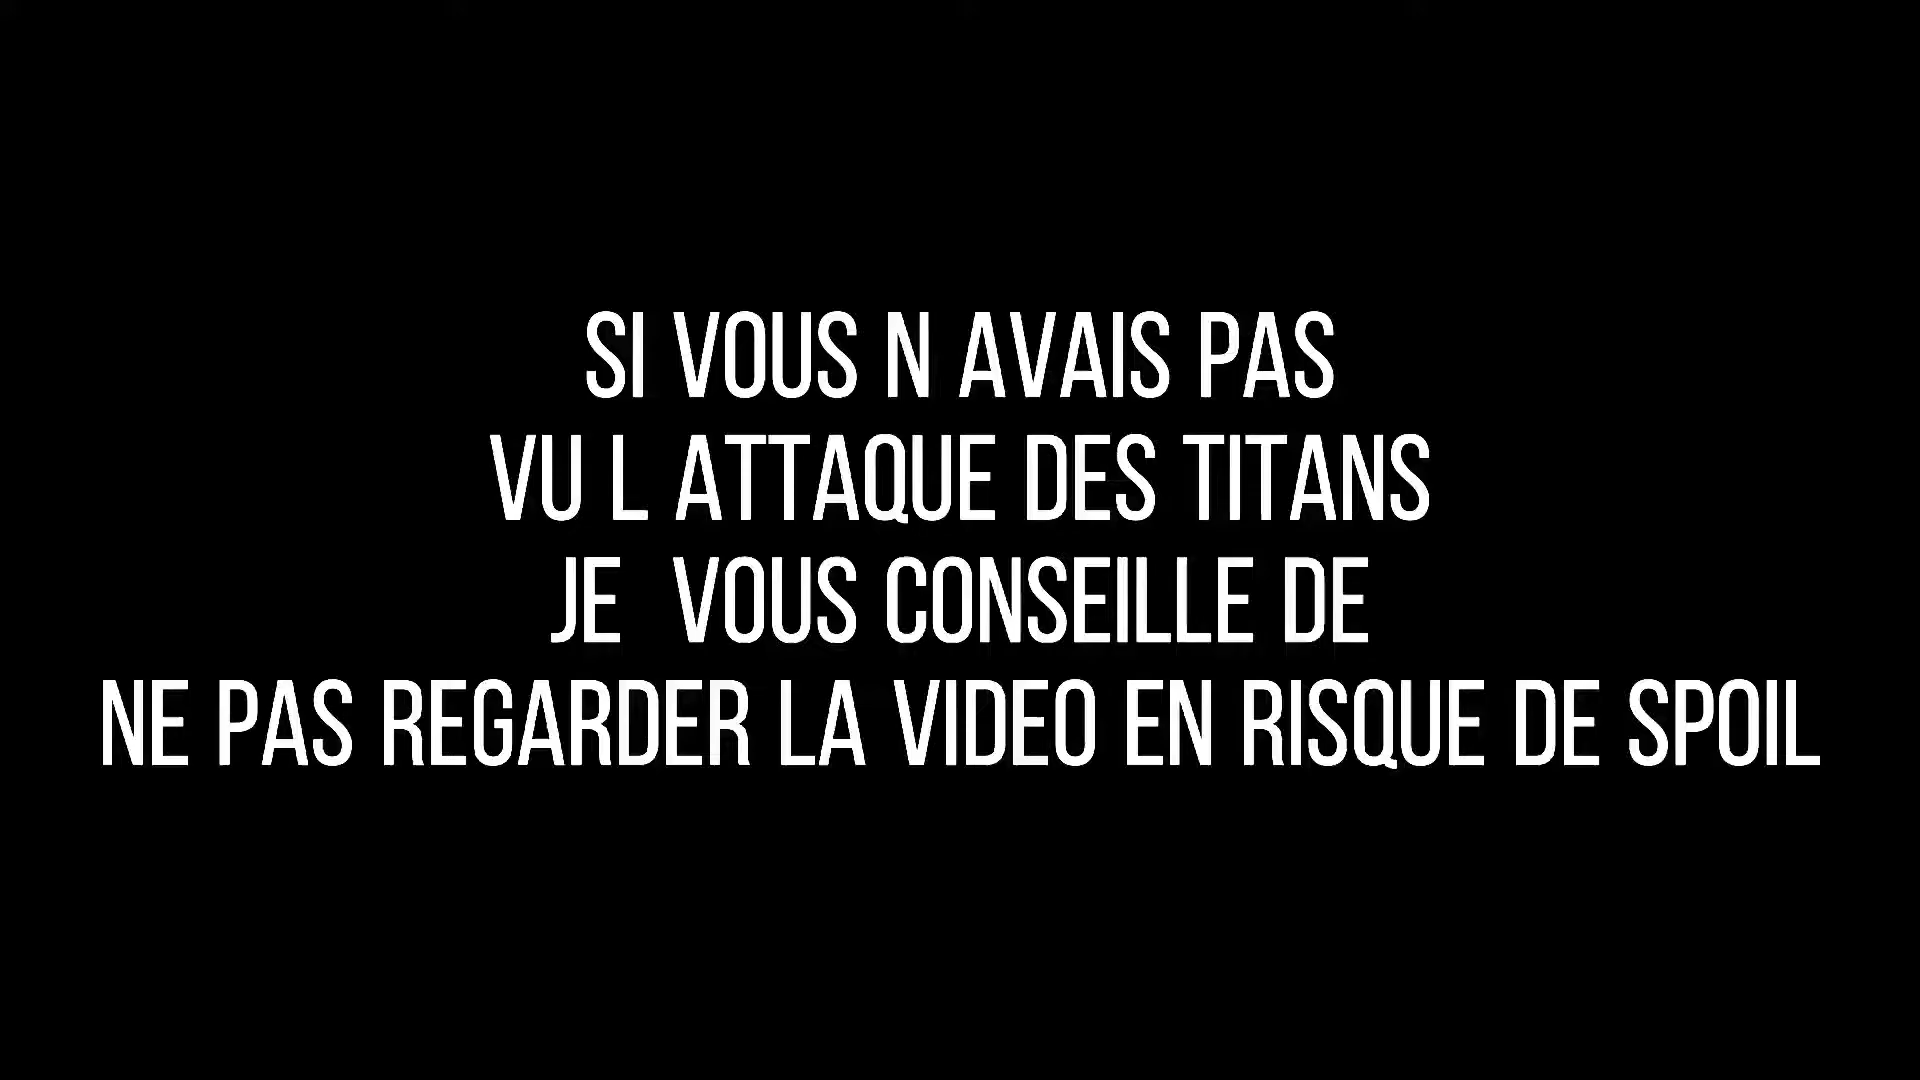 SI VOUS N AVAIS PAS
VU L ATTAQUE DES TITANS
JE  VOUS CONSEILLE DE
NE PAS REGARDER LA VIDEO EN RISQUE DE SPOIL